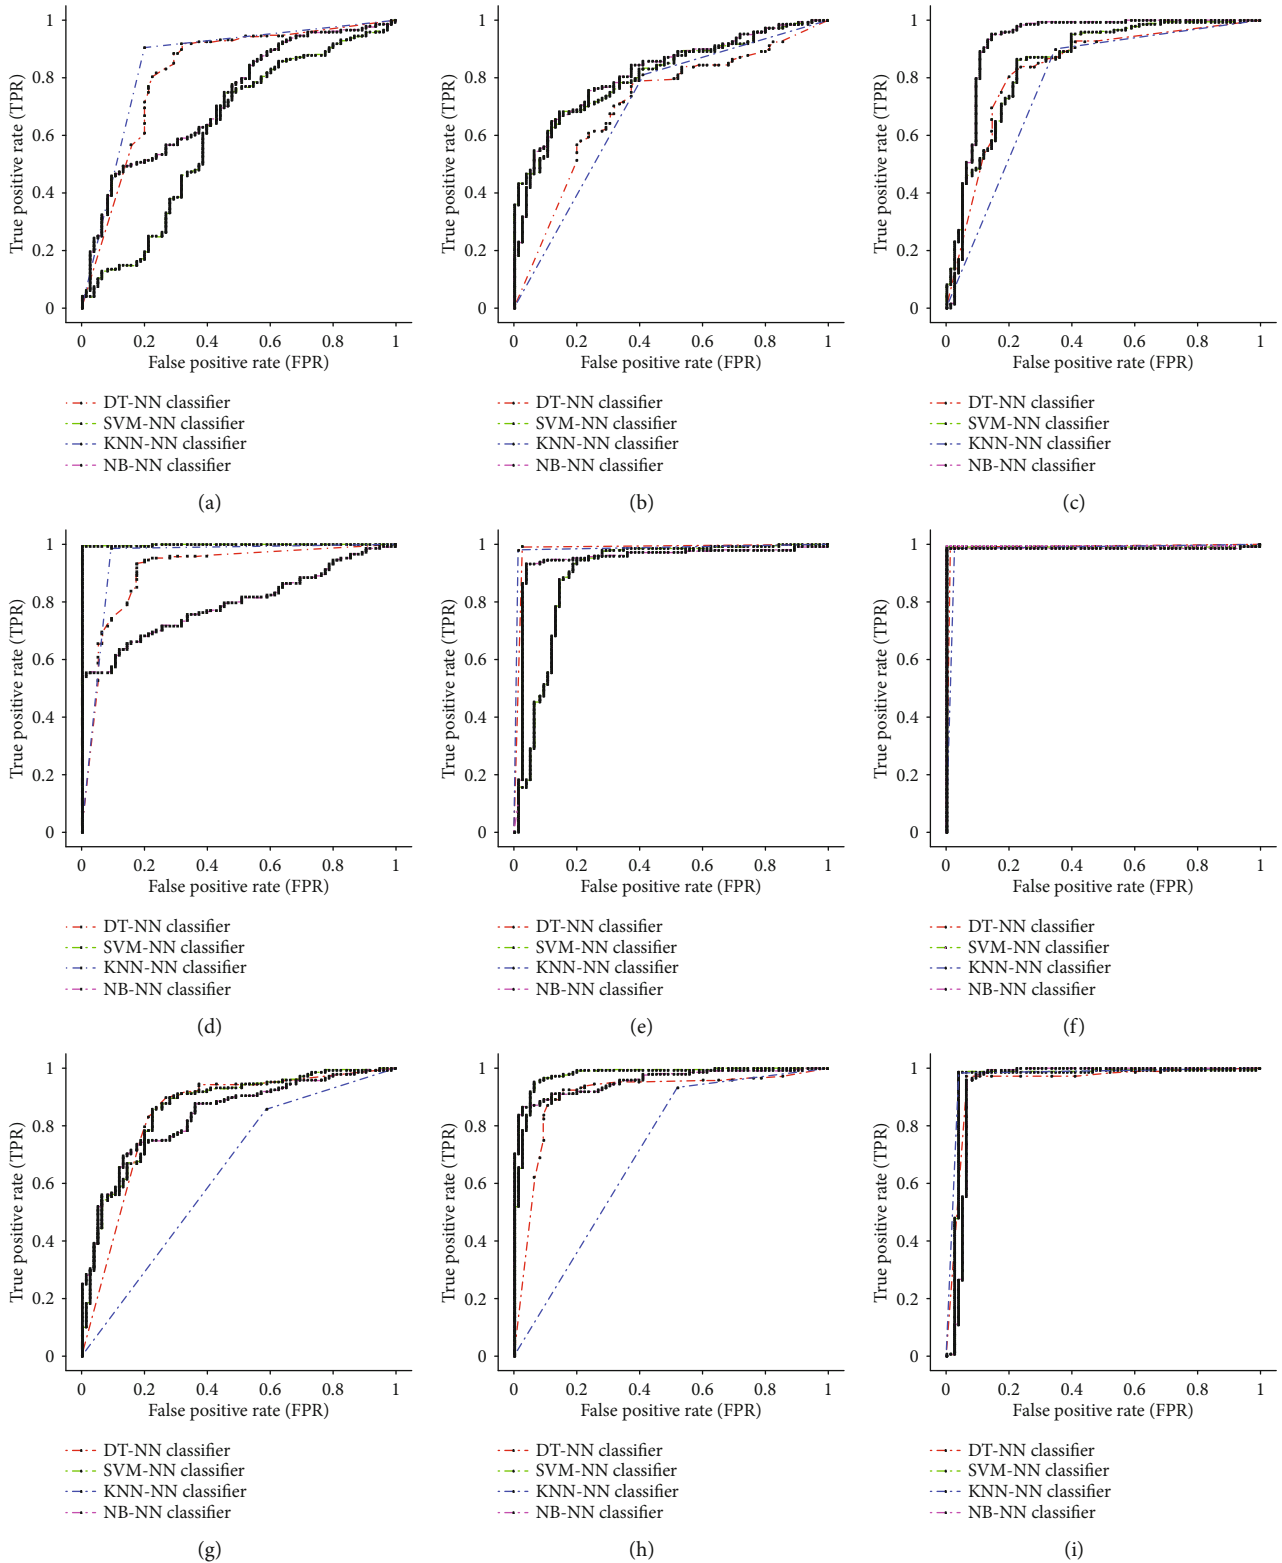 1
0.8
0.6
0.4
0.2
0
True positive rate (TPR)
0 0.2 0.4 0.6 0.8 1
False positive rate (FPR)
DT-NN classifier
SVM-NN classifier
KNN-NN classifier
NB-NN classifier
(a)
1
0.8
0.6
0.4
0.2
0
True positive rate (TPR)
0 0.2 0.4 0.6 0.8 1
False positive rate (FPR)
DT-NN classifier
SVM-NN classifier
KNN-NN classifier
NB-NN classifier
(b)
1
0.8
0.6
0.4
0.2
0
True positive rate (TPR)
0 0.2 0.4 0.6 0.8 1
False positive rate (FPR)
DT-NN classifier
SVM-NN classifier
KNN-NN classifier
NB-NN classifier
(c)
1
0.8
0.6
0.4
0.2
0
True positive rate (TPR)
0 0.2 0.4 0.6 0.8 1
False positive rate (FPR)
DT-NN classifier
SVM-NN classifier
KNN-NN classifier
NB-NN classifier
(d)
1
0.8
0.6
0.4
0.2
0
True positive rate (TPR)
0 0.2 0.4 0.6 0.8 1
False positive rate (FPR)
DT-NN classifier
SVM-NN classifier
KNN-NN classifier
NB-NN classifier
(e)
1
0.8
0.6
0.4
0.2
0
True positive rate (TPR)
0 0.2 0.4 0.6 0.8 1
False positive rate (FPR)
DT-NN classifier
SVM-NN classifier
KNN-NN classifier
NB-NN classifier
(f)
1
0.8
0.6
0.4
0.2
0
True positive rate (TPR)
0 0.2 0.4 0.6 0.8 1
False positive rate (FPR)
DT-NN classifier
SVM-NN classifier
KNN-NN classifier
NB-NN classifier
(g)
1
0.8
0.6
0.4
0.2
0
True positive rate (TPR)
0 0.2 0.4 0.6 0.8 1
False positive rate (FPR)
DT-NN classifier
SVM-NN classifier
KNN-NN classifier
NB-NN classifier
(h)
1
0.8
0.6
0.4
0.2
0
True positive rate (TPR)
0 0.2 0.4 0.6 0.8 1
False positive rate (FPR)
DT-NN classifier
SVM-NN classifier
KNN-NN classifier
NB-NN classifier
(i)